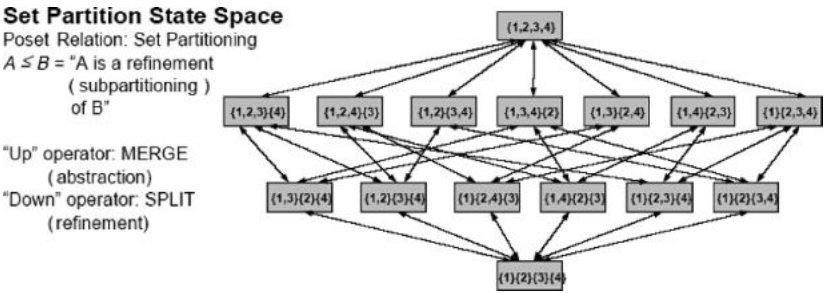 Set Partition State Space
Poset Relation: Set Partitioning
A ≤ B = "A is a refinement
( subpartitioning )
of B"
"Up" operator: MERGE
(abstraction)
"Down" operator: SPLIT
(refinement)
{1,2,3,4}
{1,2,3}{4} {1,2,4}{3} {1,2}{3,4} {1,3,4}{2} {1,3}{2,4} {1,4}{2,3} {1}{2,3,4}
{1,3}{2}{4} {1,2}{3}{4} {1}{2,4}{3} {1,4}{2}{3} {1}{2,3}{4} {1}{2}{3,4}
{1}{2}{3}{4}